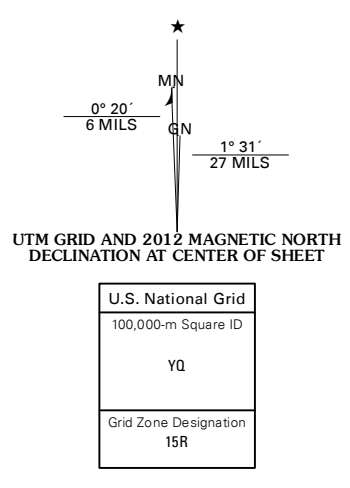 ★
MN
0° 20´
6 MILS
GN
1° 31´
27 MILS
UTM GRID AND 2012 MAGNETIC NORTH
DECLINATION AT CENTER OF SHEET
U.S. National Grid
100,000-m Square ID
YQ
Grid Zone Designation
15R